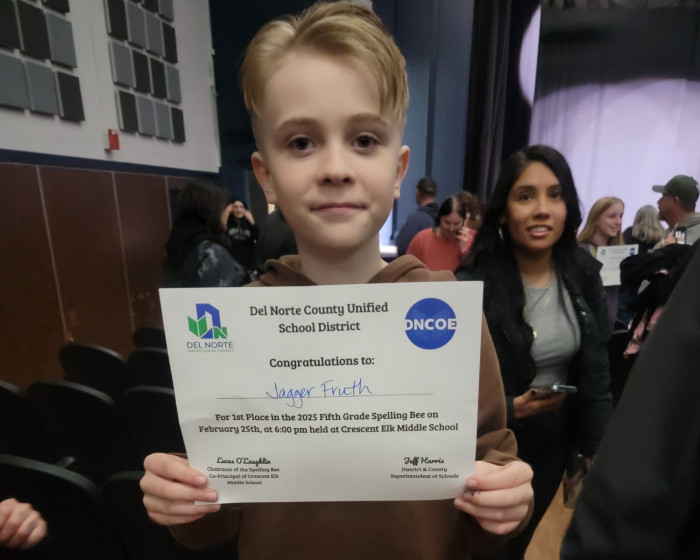 Del Norte County Unified
School District
DEL NORTE
UNIFIED SCHOOL DISTRICT
DNCOE
Congratulations to:
Jagger Fruth
For 1st Place in the 2025 Fifth Grade Spelling Bee on
February 25th, at 6:00 pm held at Crescent Elk Middle School
Lucas O'Laughlin
Chairman of the Spelling Bee
Co-Principal of Crescent Elk
Middle School
Jeff Harris
District & County
Superintendent of Schools